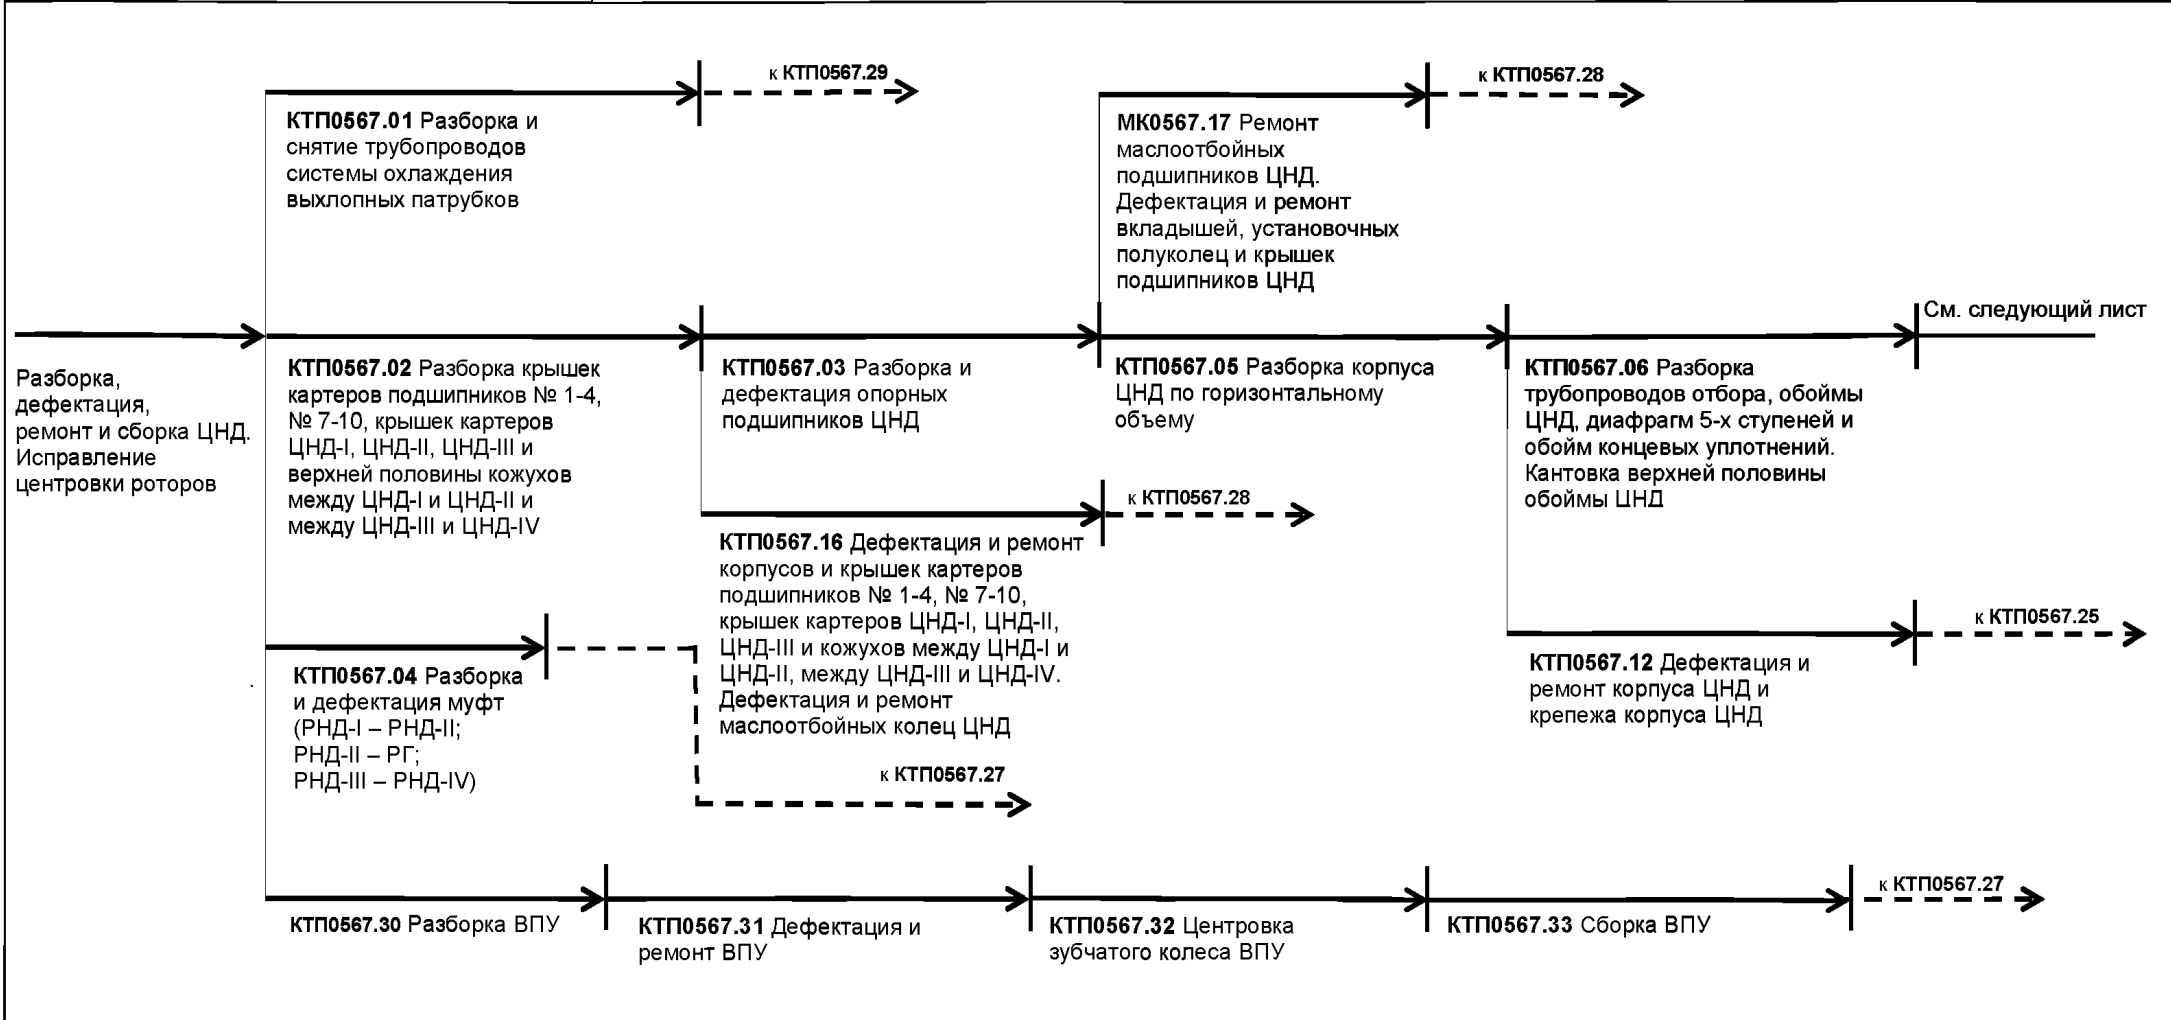 к КТП0567.29
КТП0567.01 Разборка и
снятие трубопроводов
системы охлаждения
выхлопных патрубков
к КТП0567.28
МК0567.17 Ремонт
маслоотбойных
подшипников ЦНД.
Дефектация и ремонт
вкладышей, установочных
полуколец и крышек
подшипников ЦНД
См. следующий лист
Разборка,
дефектация,
ремонт и сборка ЦНД.
Исправление
центровки роторов
КТП0567.02 Разборка крышек
картеров подшипников № 1-4,
№ 7-10, крышек картеров
ЦНД-I, ЦНД-II, ЦНД-III и
верхней половины кожухов
между ЦНД-I и ЦНД-II и
между ЦНД-III и ЦНД-IV
КТП0567.03 Разборка и
дефектация опорных
подшипников ЦНД
КТП0567.05 Разборка корпуса
ЦНД по горизонтальному
объему
КТП0567.06 Разборка
трубопроводов отбора, обоймы
ЦНД, диафрагм 5-х ступеней и
обойм концевых уплотнений.
Кантовка верхней половины
обоймы ЦНД
к КТП0567.28
КТП0567.16 Дефектация и ремонт
корпусов и крышек картеров
подшипников № 1-4, № 7-10,
крышек картеров ЦНД-I, ЦНД-II,
ЦНД-III и кожухов между ЦНД-I и
ЦНД-II, между ЦНД-III и ЦНД-IV.
Дефектация и ремонт
маслоотбойных колец ЦНД
к КТП0567.25
КТП0567.12 Дефектация и
ремонт корпуса ЦНД и
крепежа корпуса ЦНД
КТП0567.04 Разборка
и дефектация муфт
(РНД-I – РНД-II;
РНД-II – РГ;
РНД-III – РНД-IV)
к КТП0567.27
КТП0567.30 Разборка ВПУ
КТП0567.31 Дефектация и
ремонт ВПУ
КТП0567.32 Центровка
зубчатого колеса ВПУ
КТП0567.33 Сборка ВПУ
к КТП0567.27